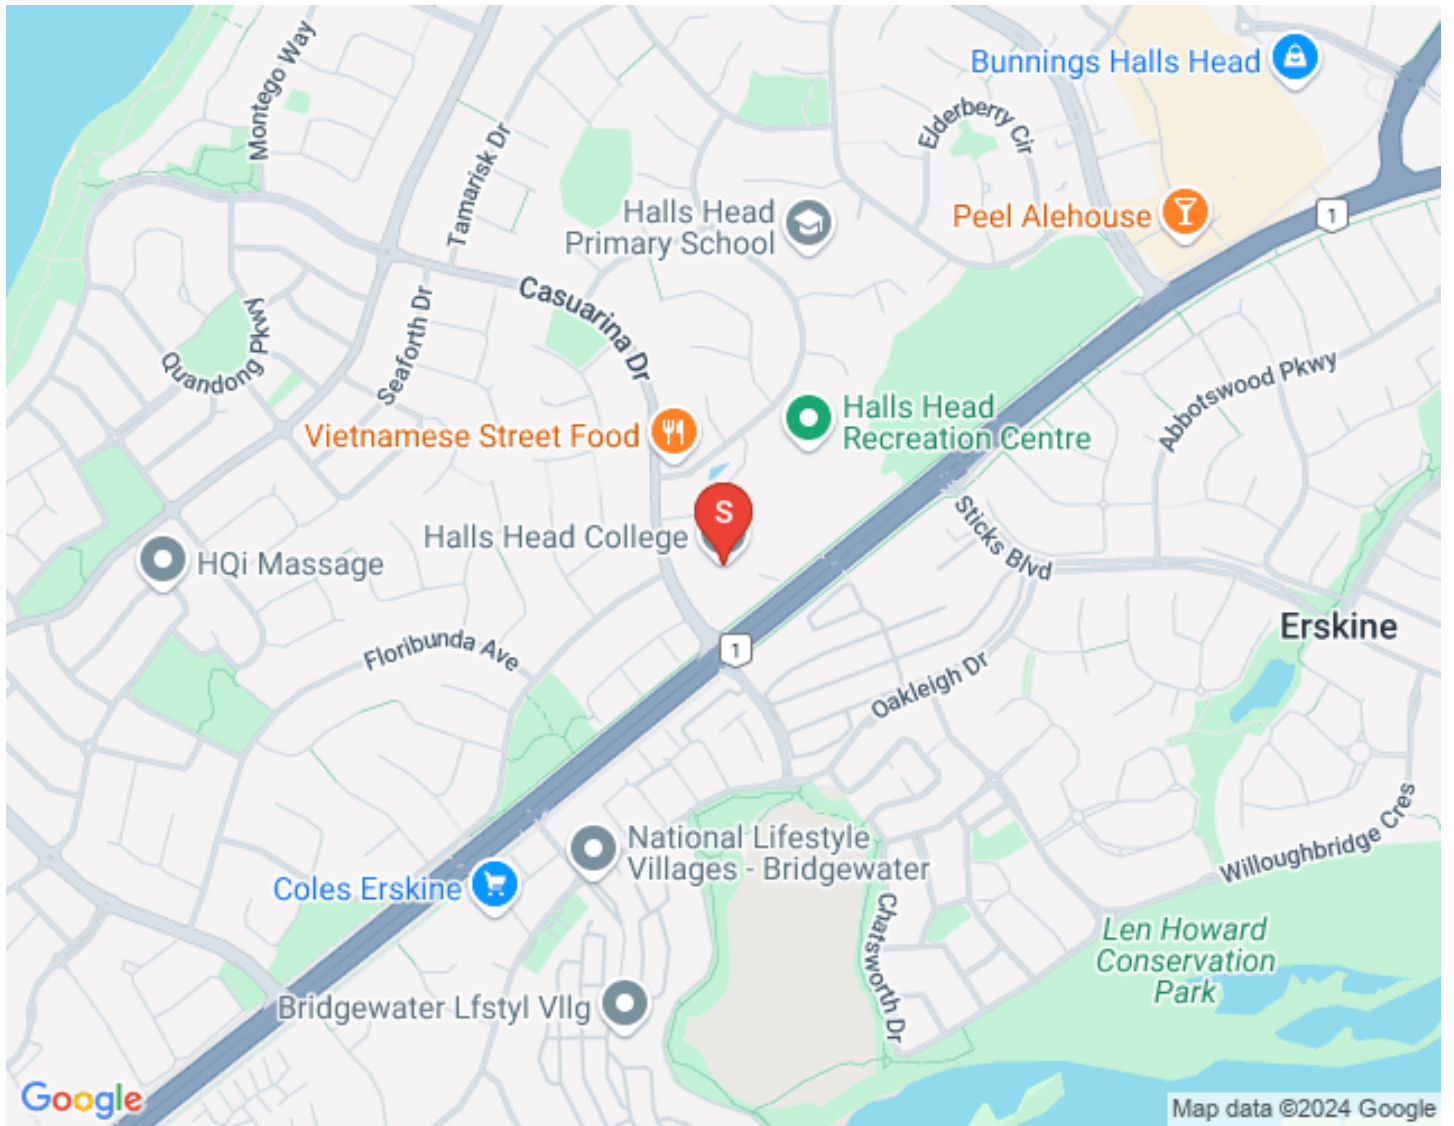 Montego Way
Bunnings Halls Head
Elderberry Cir
Tamarisk Dr
Halls Head
Primary School
Peel Alehouse
1
Casuarina Dr
Seaforth Dr
Quandong Pkwy
Abbotswood Pkwy
Halls Head
Recreation Centre
Vietnamese Street Food
S
Halls Head College
Sticks Blvd
HQi Massage
Erskine
Floribunda Ave
1
Oakleigh Dr
National Lifestyle
Villages - Bridgewater
Coles Erskine
Willoughbridge Cres
Chatsworth Dr
Len Howard
Conservation
Park
Bridgewater Lfstyl Vllg
Google
Map data ©2024 Google